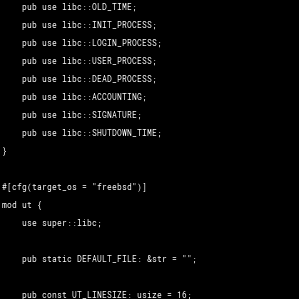 pub use libc::OLD_TIME;
pub use libc::INIT_PROCESS;
pub use libc::LOGIN_PROCESS;
pub use libc::USER_PROCESS;
pub use libc::DEAD_PROCESS;
pub use libc::ACCOUNTING;
pub use libc::SIGNATURE;
pub use libc::SHUTDOWN_TIME;
}
#[cfg(target_os = "freebsd")]
mod ut {
use super::libc;
pub static DEFAULT_FILE: &str = "";
pub const UT_LINESIZE: usize = 16;